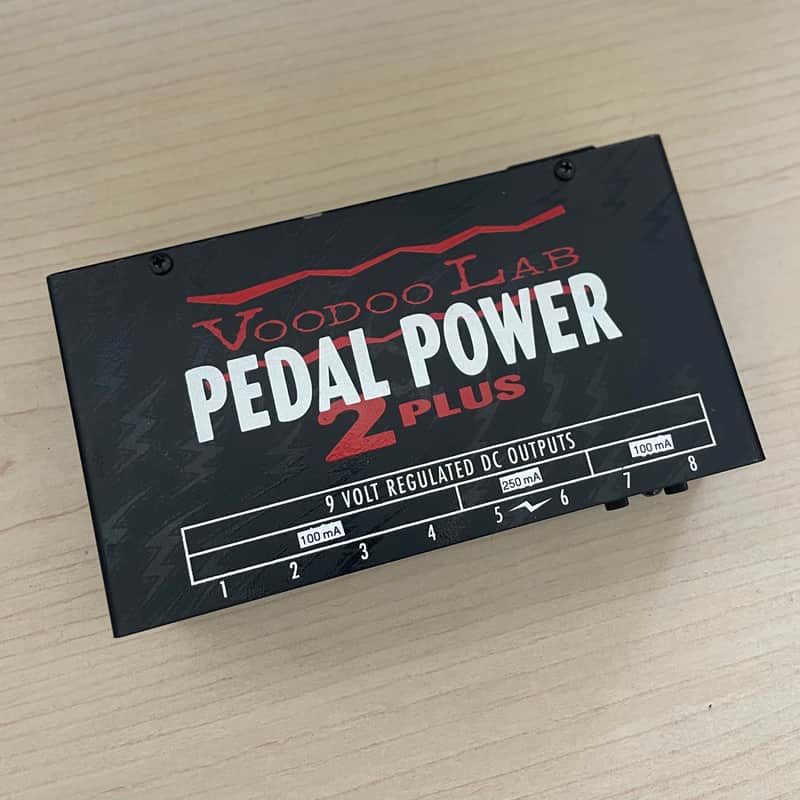 VOODOO LAB
PEDAL POWER
2 PLUS
9 VOLT REGULATED DC OUTPUTS
100 mA 250 mA 100 mA
1 2 3 4 5 6 7 8